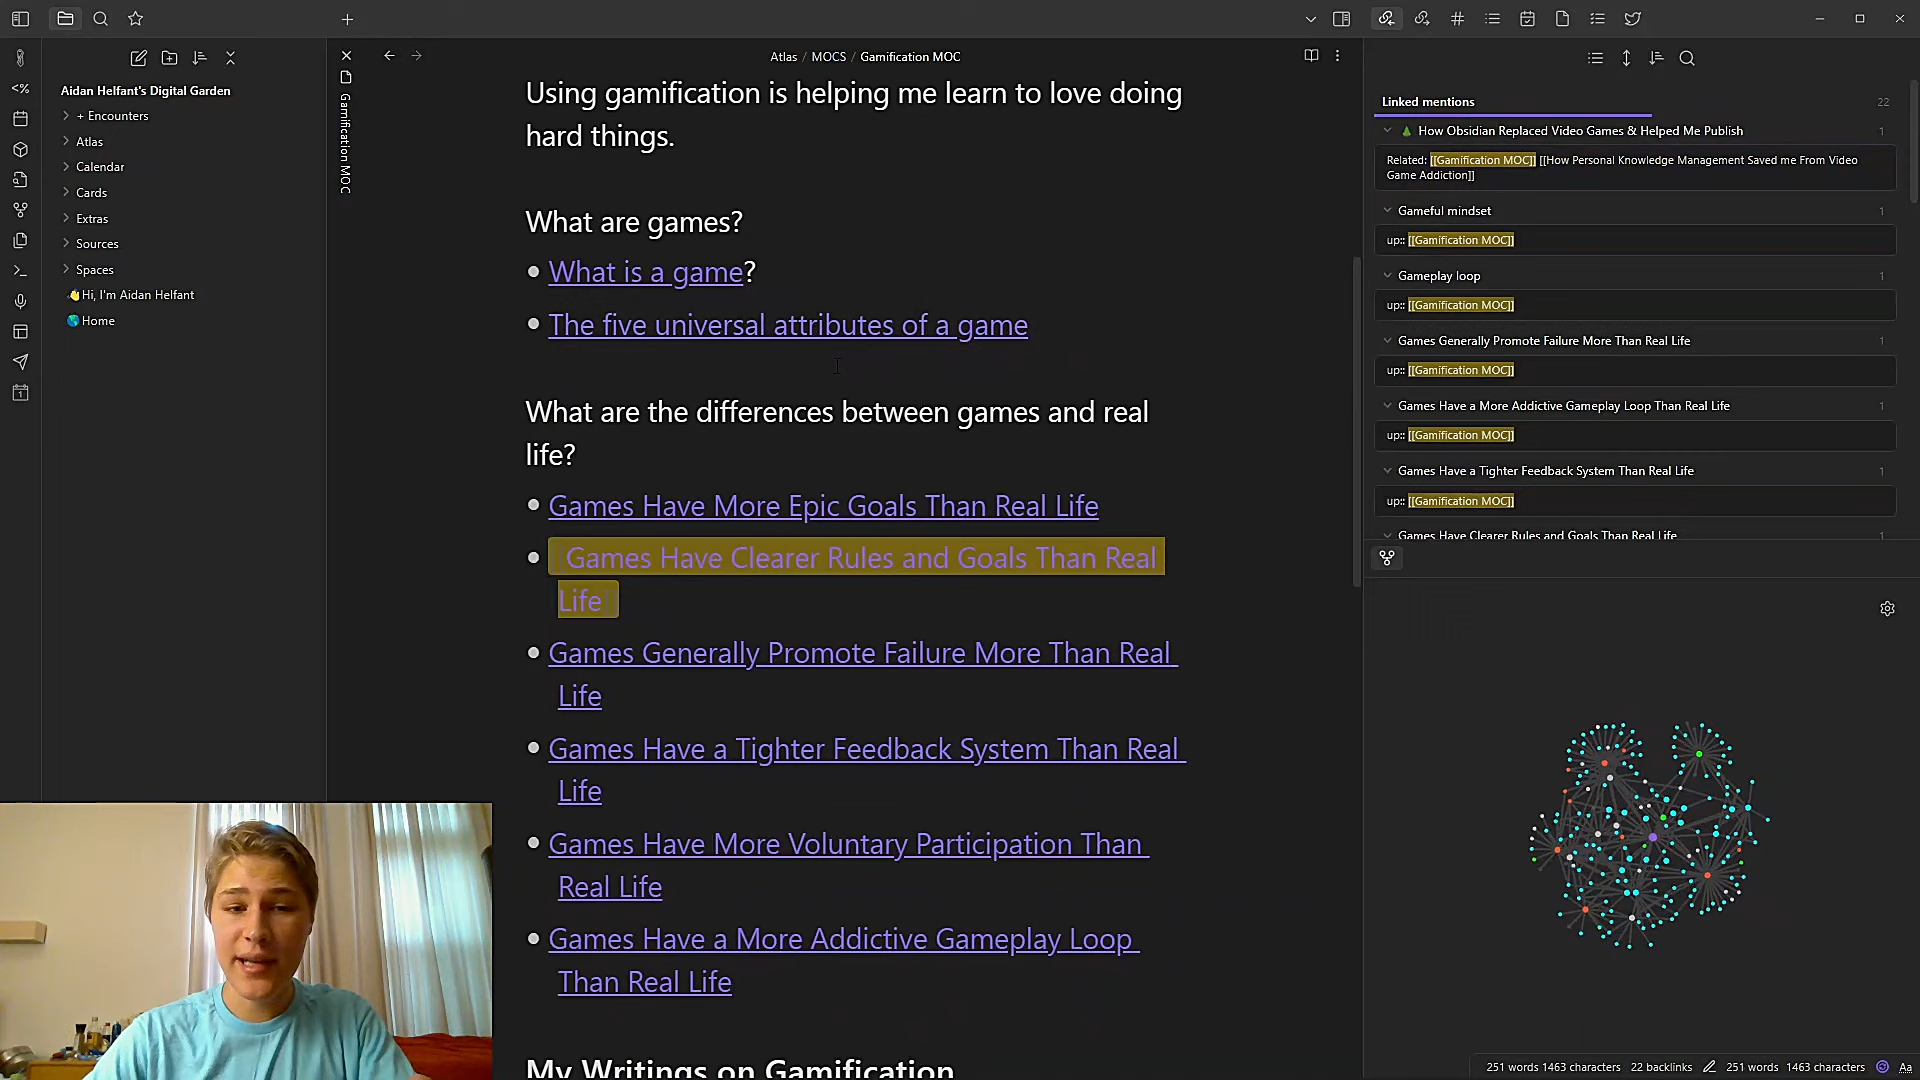 Aidan Helfant's Digital Garden
+ Encounters
Atlas
Calendar
Cards
Extras
Sources
Spaces
👋Hi, I'm Aidan Helfant
🌎Home
Gamification MOC
Atlas / MOCS / Gamification MOC
Using gamification is helping me learn to love doing
hard things.
What are games?
What is a game?
The five universal attributes of a game
What are the differences between games and real
life?
Games Have More Epic Goals Than Real Life
Games Have Clearer Rules and Goals Than Real
Life
Games Generally Promote Failure More Than Real
Life
Games Have a Tighter Feedback System Than Real
Life
Games Have More Voluntary Participation Than
Real Life
Games Have a More Addictive Gameplay Loop
Than Real Life
My Writings on Gamification
Linked mentions 22
🌲 How Obsidian Replaced Video Games & Helped Me Publish 1
Related: [[Gamification MOC]] [[How Personal Knowledge Management Saved me From Video
Game Addiction]]
Gameful mindset 1
up:: [[Gamification MOC]]
Gameplay loop 1
up:: [[Gamification MOC]]
Games Generally Promote Failure More Than Real Life 1
up:: [[Gamification MOC]]
Games Have a More Addictive Gameplay Loop Than Real Life 1
up:: [[Gamification MOC]]
Games Have a Tighter Feedback System Than Real Life 1
up:: [[Gamification MOC]]
Games Have Clearer Rules and Goals Than Real Life 1
251 words 1463 characters 22 backlinks 251 words 1463 characters Aa